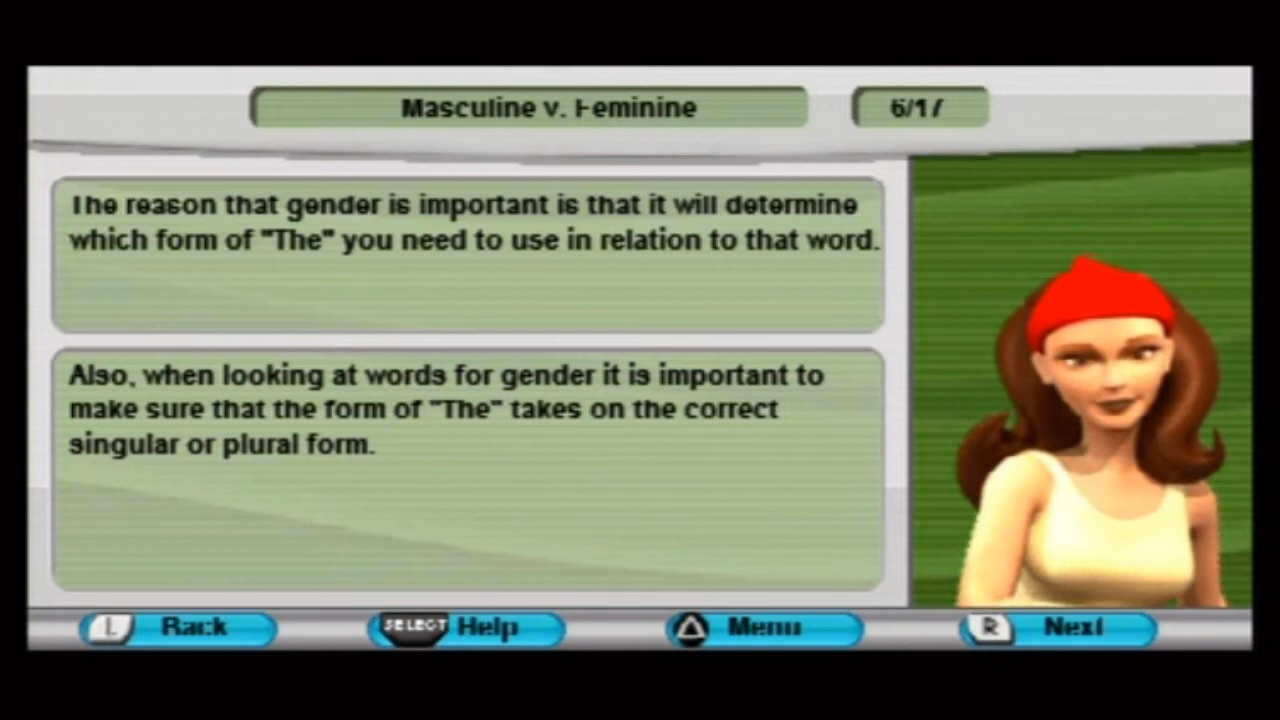 Masculine v. Feminine
6/17
The reason that gender is important is that it will determine
which form of "The" you need to use in relation to that word.
Also, when looking at words for gender it is important to
make sure that the form of "The" takes on the correct
singular or plural form.
L Back SELECT Help Menu R Next